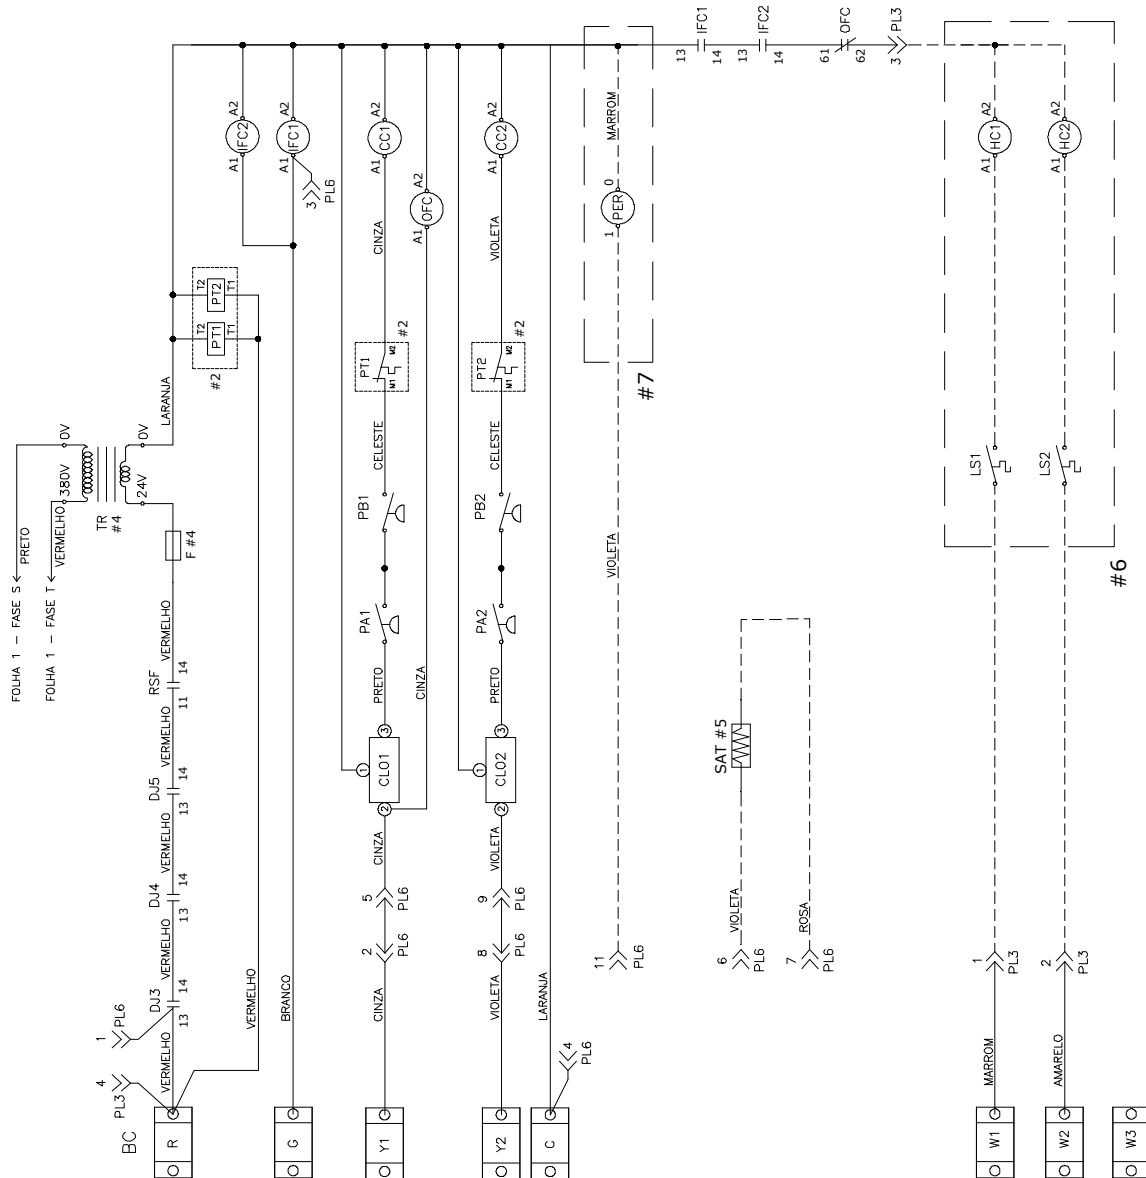 FOLHA 1 – FASE S
PRETO
FOLHA 1 – FASE T
VERMELHO
380V
0V
TR
#4
24V
0V
F #4
LARANJA
VERMELHO
RSF
14
11
VERMELHO
DJ5
14
13
VERMELHO
DJ4
14
13
VERMELHO
DJ3
14
13
VERMELHO
1
PL6
4
PL3
BC
R
VERMELHO
#2
T2
PT1
T1
T2
PT2
T1
IFC2
A1
A2
IFC1
A1
A2
3
PL6
BRANCO
G
CC1
A1
A2
CINZA
PT1
M1
M2
#2
CELESTE
PB1
PA1
PRETO
CLO1
1
2
3
CINZA
5
PL6
2
PL6
CINZA
Y1
OFC
A1
A2
CINZA
CC2
A1
A2
VIOLETA
PT2
M1
M2
#2
CELESTE
PB2
PA2
PRETO
CLO2
1
2
3
VIOLETA
9
PL6
8
PL6
VIOLETA
Y2
LARANJA
4
PL6
C
MARROM
PER
0
1
#7
VIOLETA
11
PL6
SAT #5
VIOLETA
6
PL6
ROSA
7
PL6
IFC1
13
14
IFC2
13
14
OFC
61
62
PL3
3
HC1
A1
A2
HC2
A1
A2
LS1
LS2
#6
1
PL3
2
PL3
MARROM
W1
AMARELO
W2
W3